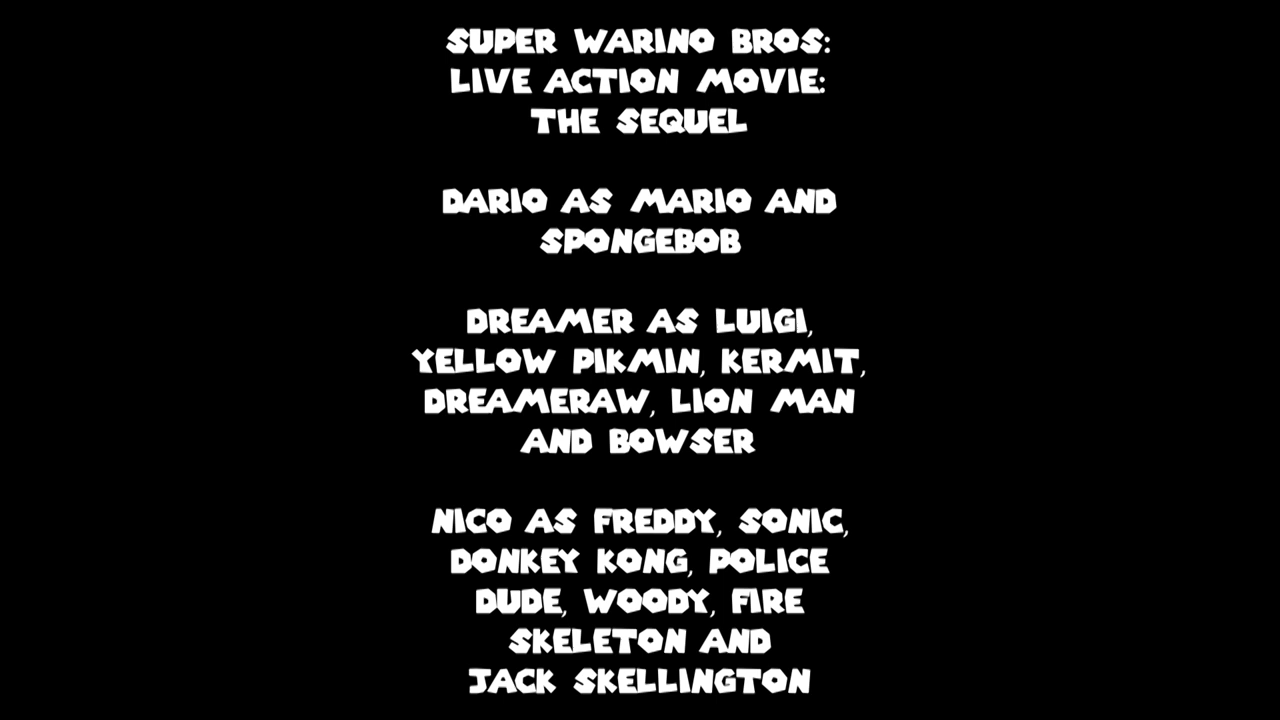 SUPER WARINO BROS:
LIVE ACTION MOVIE:
THE SEQUEL
DARIO AS MARIO AND
SPONGEBOB
DREAMER AS LUIGI,
YELLOW PIKMIN, KERMIT,
DREAMERAW, LION MAN
AND BOWSER
NICO AS FREDDY, SONIC,
DONKEY KONG, POLICE
DUDE, WOODY, FIRE
SKELETON AND
JACK SKELLINGTON